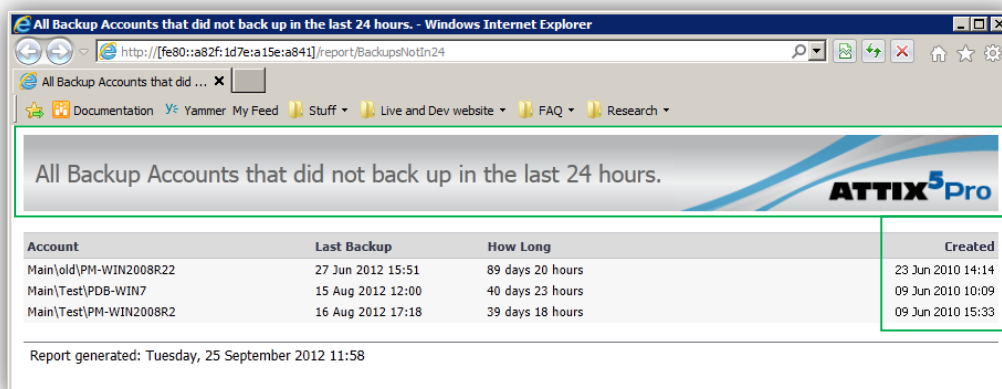 All Backup Accounts that did not back up in the last 24 hours. - Windows Internet Explorer
http://[fe80::a82f:1d7e:a15e:a841]/report/BackupsNotIn24
All Backup Accounts that did ...
Documentation Yammer My Feed Stuff Live and Dev website FAQ Research
All Backup Accounts that did not back up in the last 24 hours.
ATTIX5Pro
Account Last Backup How Long Created
Main\old\PM-WIN2008R22 27 Jun 2012 15:51 89 days 20 hours 23 Jun 2010 14:14
Main\Test\PDB-WIN7 15 Aug 2012 12:00 40 days 23 hours 09 Jun 2010 10:09
Main\Test\PM-WIN2008R2 16 Aug 2012 17:18 39 days 18 hours 09 Jun 2010 15:33
Report generated: Tuesday, 25 September 2012 11:58